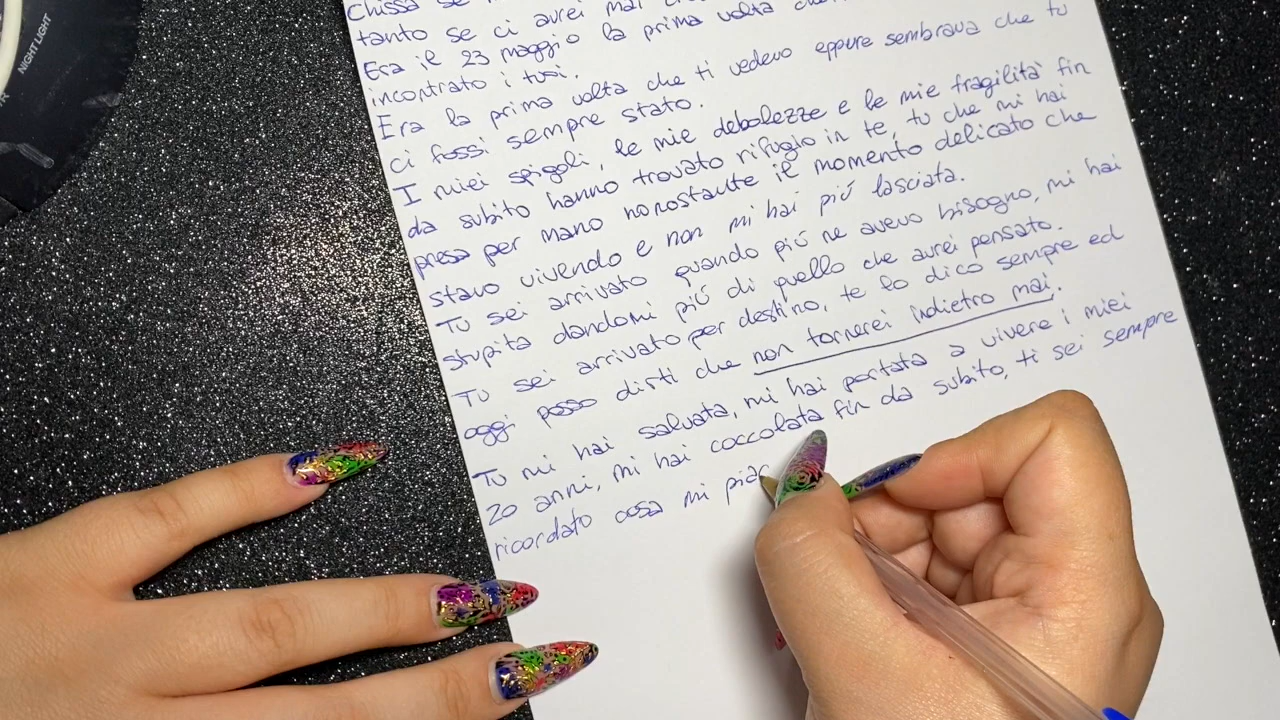 NIGHT LIGHT
Chissà se
tanto se ci avrei mai
Era il 23 maggio la prima volta
incontrato i tuoi.
Era la prima volta che ti vedevo eppure sembrava che tu
ci fossi sempre stato.
I miei spigoli, le mie debolezze e le mie fragilità fin
da subito hanno trovato rifugio in te, tu che mi hai
presa per mano nonostante il momento delicato che
stavo vivendo e non mi hai più lasciata.
Tu sei arrivato quando più ne avevo bisogno, mi hai
stupita dandomi più di quello che avrei pensato.
Tu sei arrivato per destino, te lo dico sempre ed
oggi posso dirti che non tornerei indietro mai.
Tu mi hai salvata, mi hai portata a vivere i miei
20 anni, mi hai coccolata fin da subito, ti sei sempre
ricordato cosa mi piac